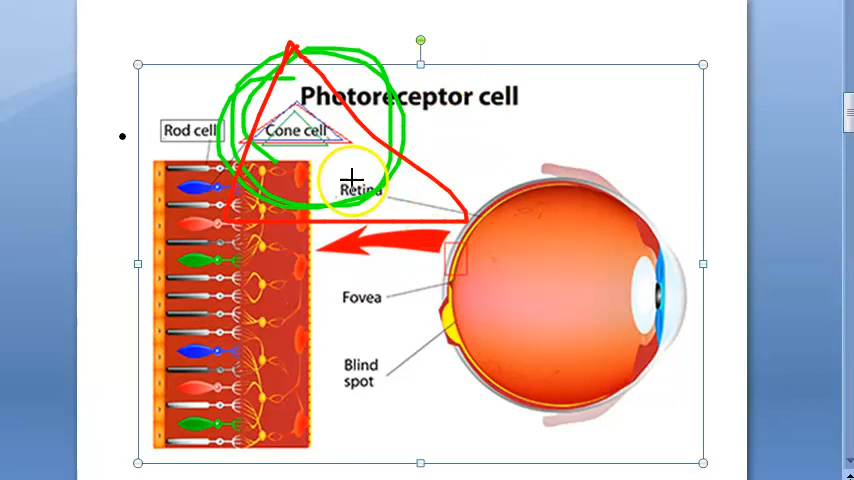 Photoreceptor cell
Rod cell
Cone cell
Retina
Fovea
Blind
spot